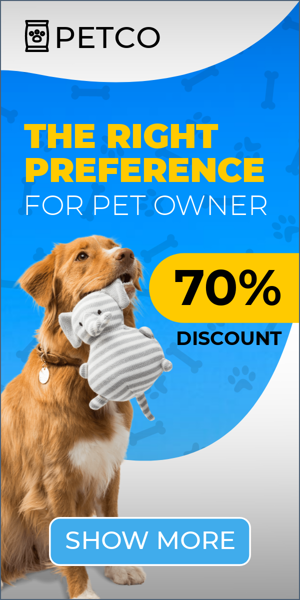 PETCO
THE RIGHT
PREFERENCE
FOR PET OWNER
70%
DISCOUNT
SHOW MORE